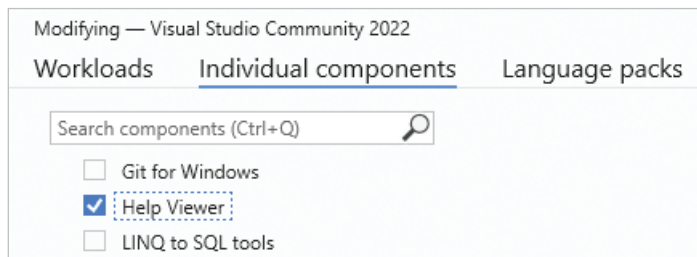 Modifying — Visual Studio Community 2022
Workloads Individual components Language packs
Search components (Ctrl+Q)
Git for Windows
Help Viewer
LINQ to SQL tools